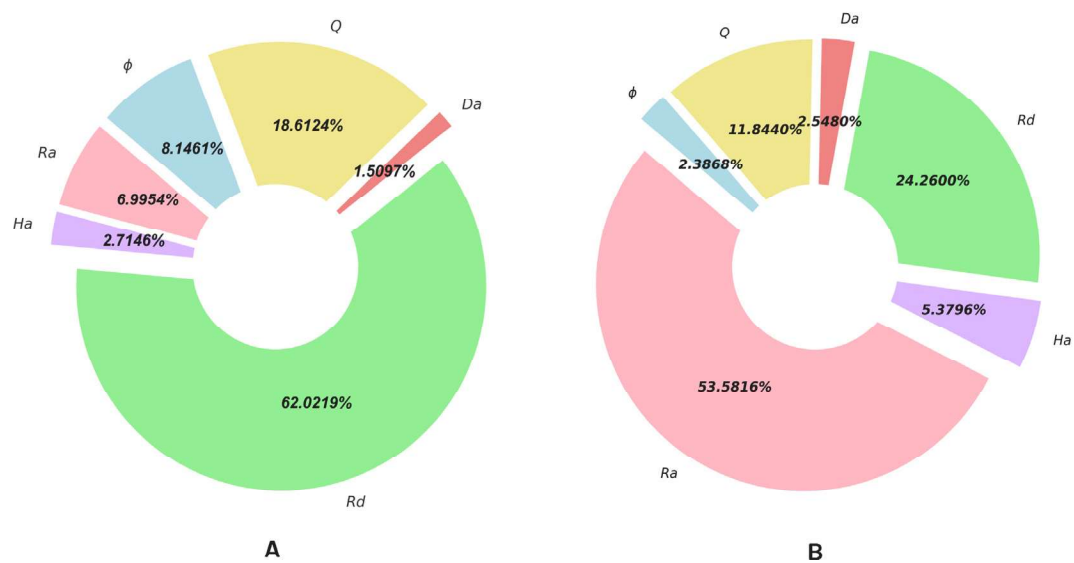 Q
Da
18.6124%
1.5097%
ϕ
8.1461%
Ra
6.9954%
Ha
2.7146%
62.0219%
Rd
A
Da
Q
2.5480%
11.8440%
Rd
24.2600%
ϕ
2.3868%
5.3796%
Ha
53.5816%
Ra
B